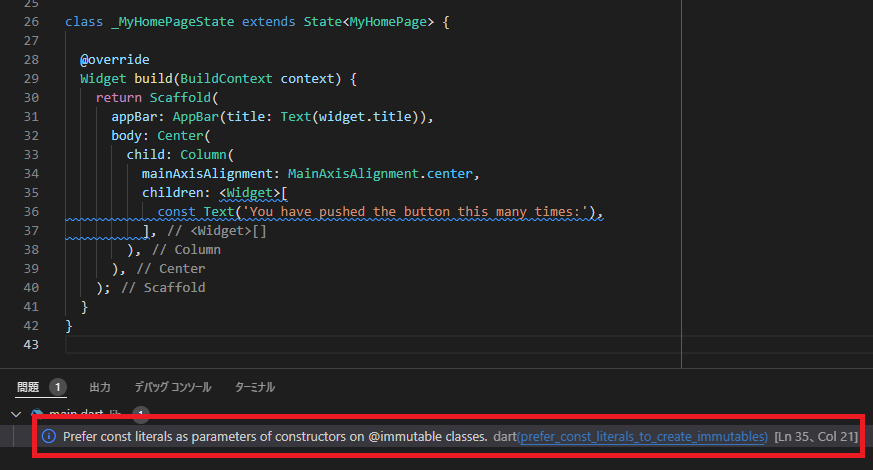 25
26 class _MyHomePageState extends State<MyHomePage> {
27
28 @override
29 Widget build(BuildContext context) {
30 return Scaffold(
31 appBar: AppBar(title: Text(widget.title)),
32 body: Center(
33 child: Column(
34 mainAxisAlignment: MainAxisAlignment.center,
35 children: <Widget>[
36 const Text('You have pushed the button this many times:'),
37 ], // <Widget>[]
38 ), // Column
39 ), // Center
40 ); // Scaffold
41 }
42 }
43
問題 1 出力 デバッグ コンソール ターミナル
main.dart lib 1
Prefer const literals as parameters of constructors on @immutable classes. dart(prefer_const_literals_to_create_immutables) [Ln 35、Col 21]